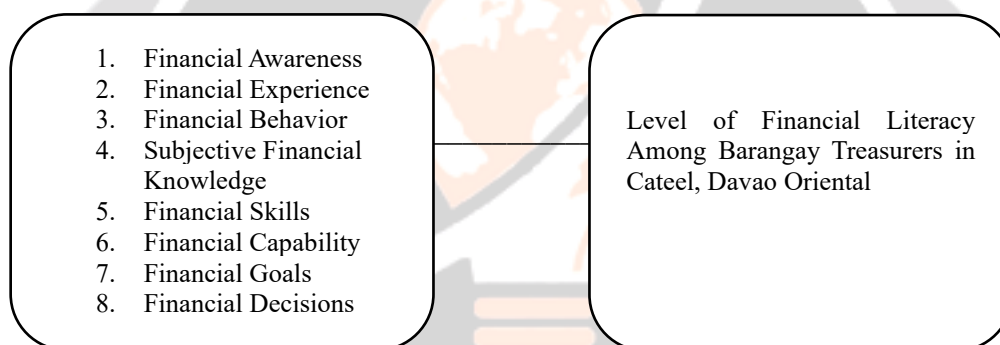 1. Financial Awareness
2. Financial Experience
3. Financial Behavior
4. Subjective Financial
Knowledge
5. Financial Skills
6. Financial Capability
7. Financial Goals
8. Financial Decisions
Level of Financial Literacy
Among Barangay Treasurers in
Cateel, Davao Oriental